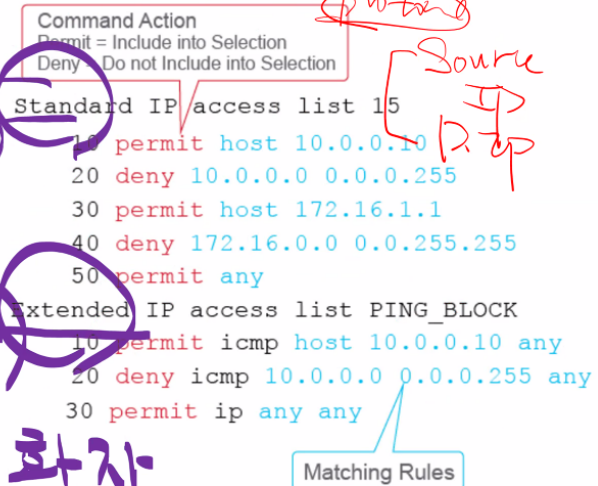 Command Action
Permit = Include into Selection
Deny = Do not Include into Selection
Source
IP
D.ip
Standard IP access list 15
10 permit host 10.0.0.10
20 deny 10.0.0.0 0.0.0.255
30 permit host 172.16.1.1
40 deny 172.16.0.0 0.0.255.255
50 permit any
Extended IP access list PING_BLOCK
10 permit icmp host 10.0.0.10 any
20 deny icmp 10.0.0.0 0.0.0.255 any
30 permit ip any any
화자
Matching Rules